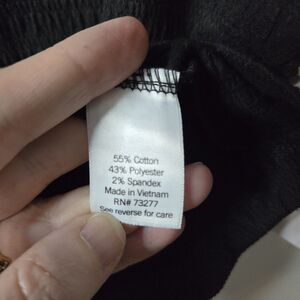 55% Cotton
43% Polyester
2% Spandex
Made in Vietnam
RN# 73277
See reverse for care